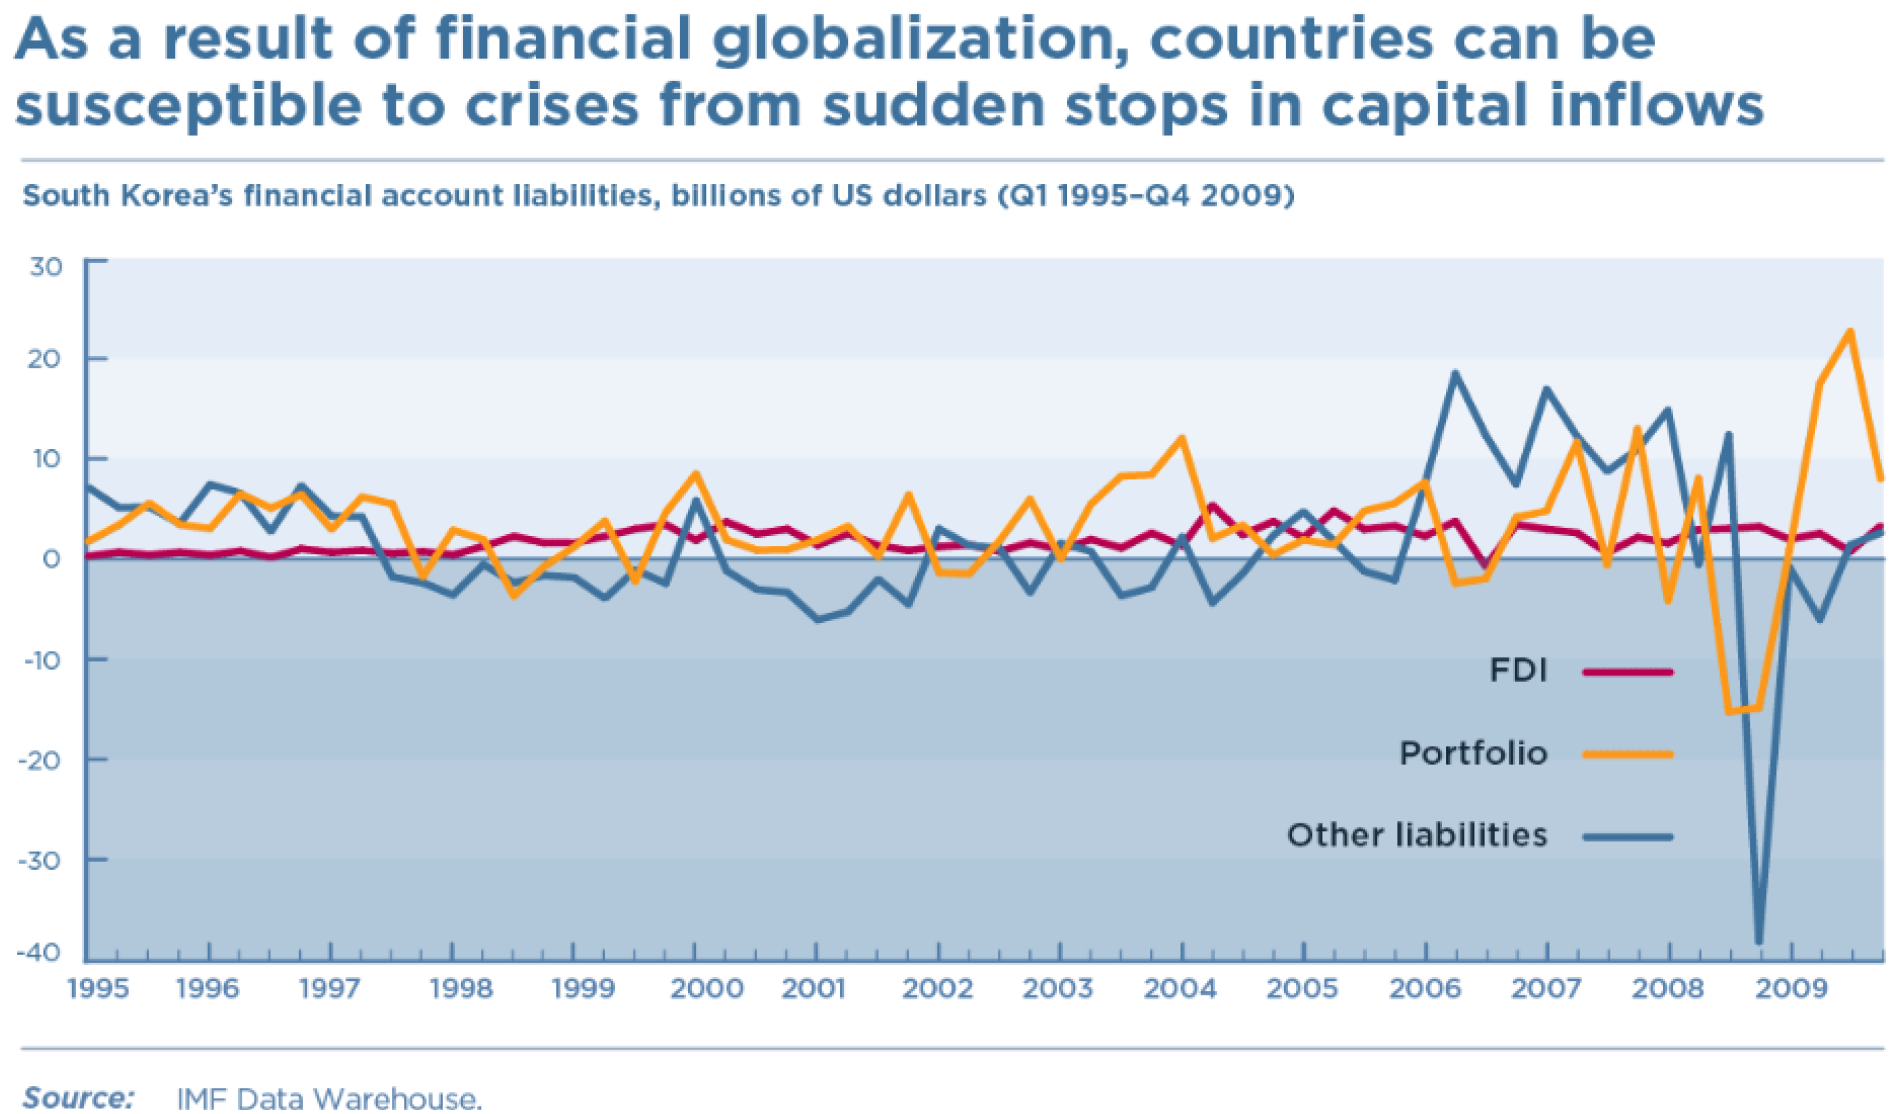 As a result of financial globalization, countries can be
susceptible to crises from sudden stops in capital inflows
South Korea's financial account liabilities, billions of US dollars (Q1 1995–Q4 2009)
30
20
10
0
-10
-20
-30
-40
FDI
Portfolio
Other liabilities
1995 1996 1997 1998 1999 2000 2001 2002 2003 2004 2005 2006 2007 2008 2009
Source: IMF Data Warehouse.